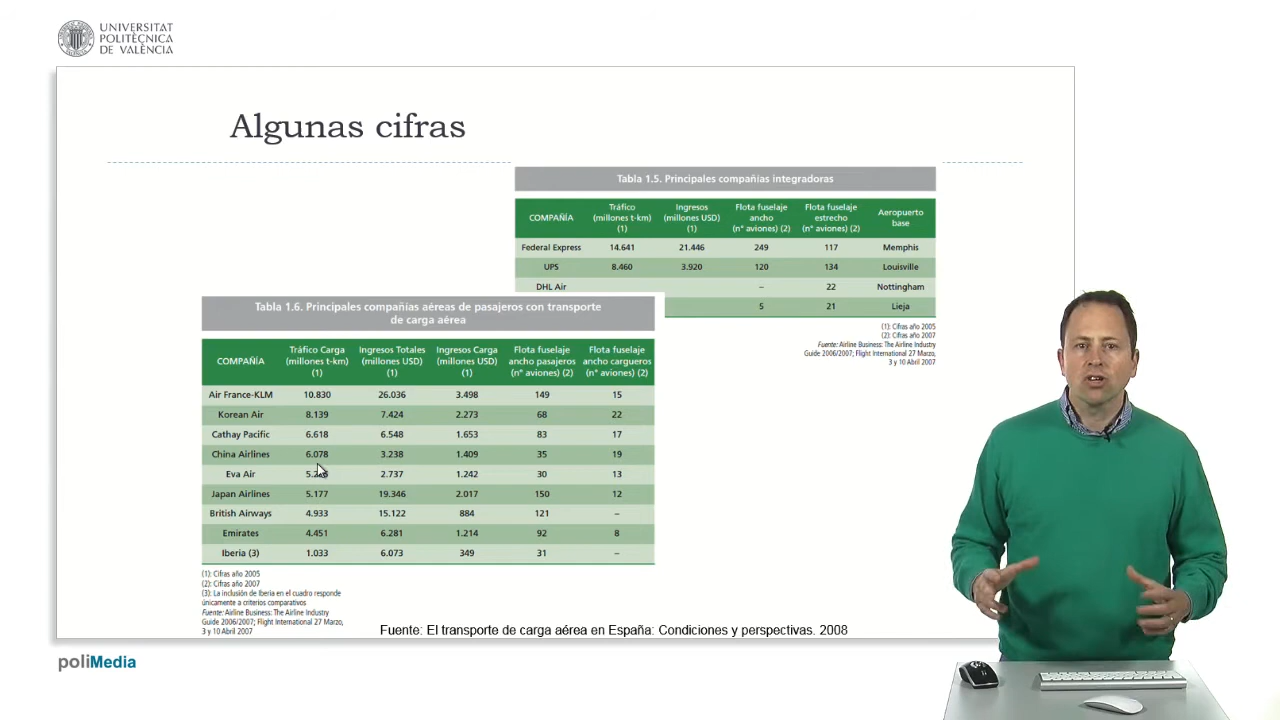 UNIVERSITAT
POLITÈCNICA
DE VALÈNCIA
Algunas cifras
Tabla 1.5. Principales compañías integradoras
COMPAÑÍA Tráfico (millones t-km) (1) Ingresos (millones USD) (1) Flota fuselaje ancho (nº aviones) (2) Flota fuselaje estrecho (nº aviones) (2) Aeropuerto base
Federal Express 14.641 21.446 249 117 Memphis
UPS 8.460 3.920 120 134 Louisville
DHL Air – 22 Nottingham
5 21 Lieja
(1): Cifras año 2005
(2): Cifras año 2007
Fuente: Airline Business: The Airline Industry
Guide 2006/2007; Flight International 27 Marzo,
3 y 10 Abril 2007
Tabla 1.6. Principales compañías aéreas de pasajeros con transporte
de carga aérea
COMPAÑÍA Tráfico Carga (millones t-km) (1) Ingresos Totales (millones USD) (1) Ingresos Carga (millones USD) (1) Flota fuselaje ancho pasajeros (nº aviones) (2) Flota fuselaje ancho cargueros (nº aviones) (2)
Air France-KLM 10.830 26.036 3.498 149 15
Korean Air 8.139 7.424 2.273 68 22
Cathay Pacific 6.618 6.548 1.653 83 17
China Airlines 6.078 3.238 1.409 35 19
Eva Air 2.737 1.242 30 13
Japan Airlines 5.177 19.346 2.017 150 12
British Airways 4.933 15.122 884 121 –
Emirates 4.451 6.281 1.214 92 8
Iberia (3) 1.033 6.073 349 31 –
(1): Cifras año 2005
(2): Cifras año 2007
(3): La inclusión de Iberia en el cuadro responde
únicamente a criterios comparativos
Fuente: Airline Business: The Airline Industry
Guide 2006/2007; Flight International 27 Marzo,
3 y 10 Abril 2007
Fuente: El transporte de carga aérea en España: Condiciones y perspectivas. 2008
poliMedia